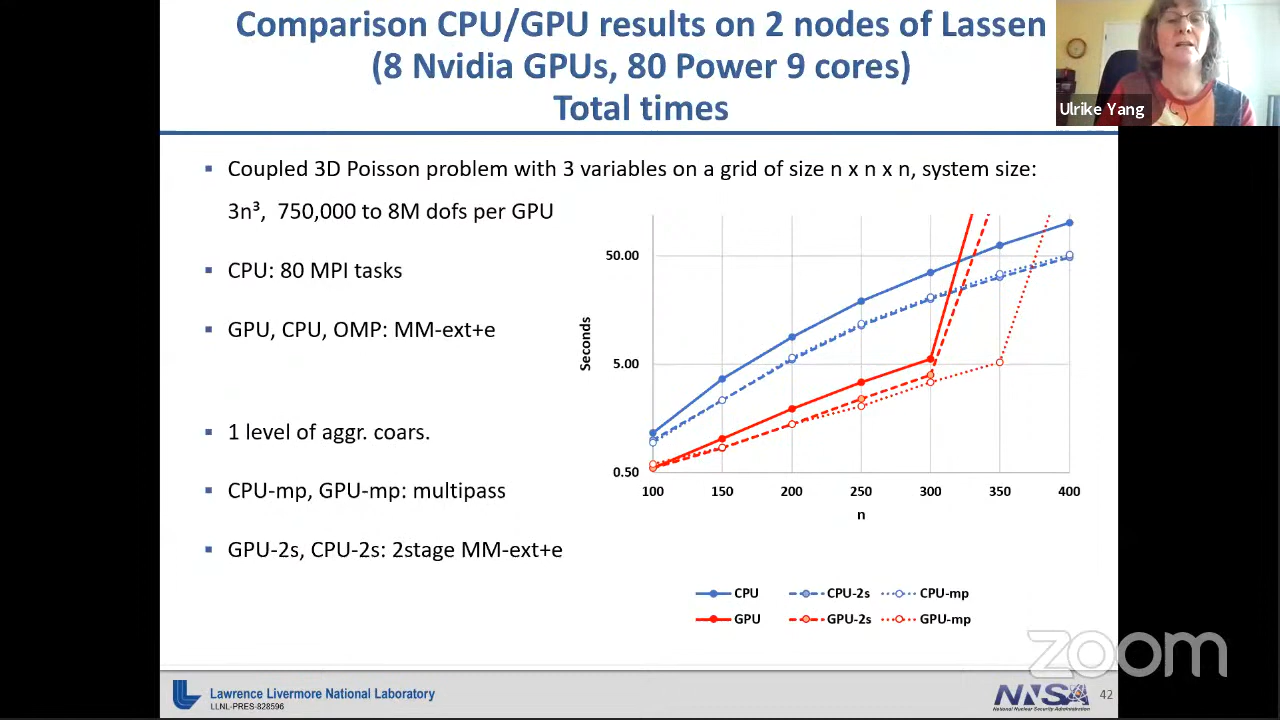 Comparison CPU/GPU results on 2 nodes of Lassen
(8 Nvidia GPUs, 80 Power 9 cores)
Total times
Ulrike Yang
▪ Coupled 3D Poisson problem with 3 variables on a grid of size n x n x n, system size:
3n³, 750,000 to 8M dofs per GPU
▪ CPU: 80 MPI tasks
▪ GPU, CPU, OMP: MM-ext+e
▪ 1 level of aggr. coars.
▪ CPU-mp, GPU-mp: multipass
▪ GPU-2s, CPU-2s: 2stage MM-ext+e
Seconds
50.00
5.00
0.50
100 150 200 250 300 350 400
n
CPU CPU-2s CPU-mp
GPU GPU-2s GPU-mp
zoom
Lawrence Livermore National Laboratory
LLNL-PRES-828596
NNSA
National Nuclear Security Administration
42